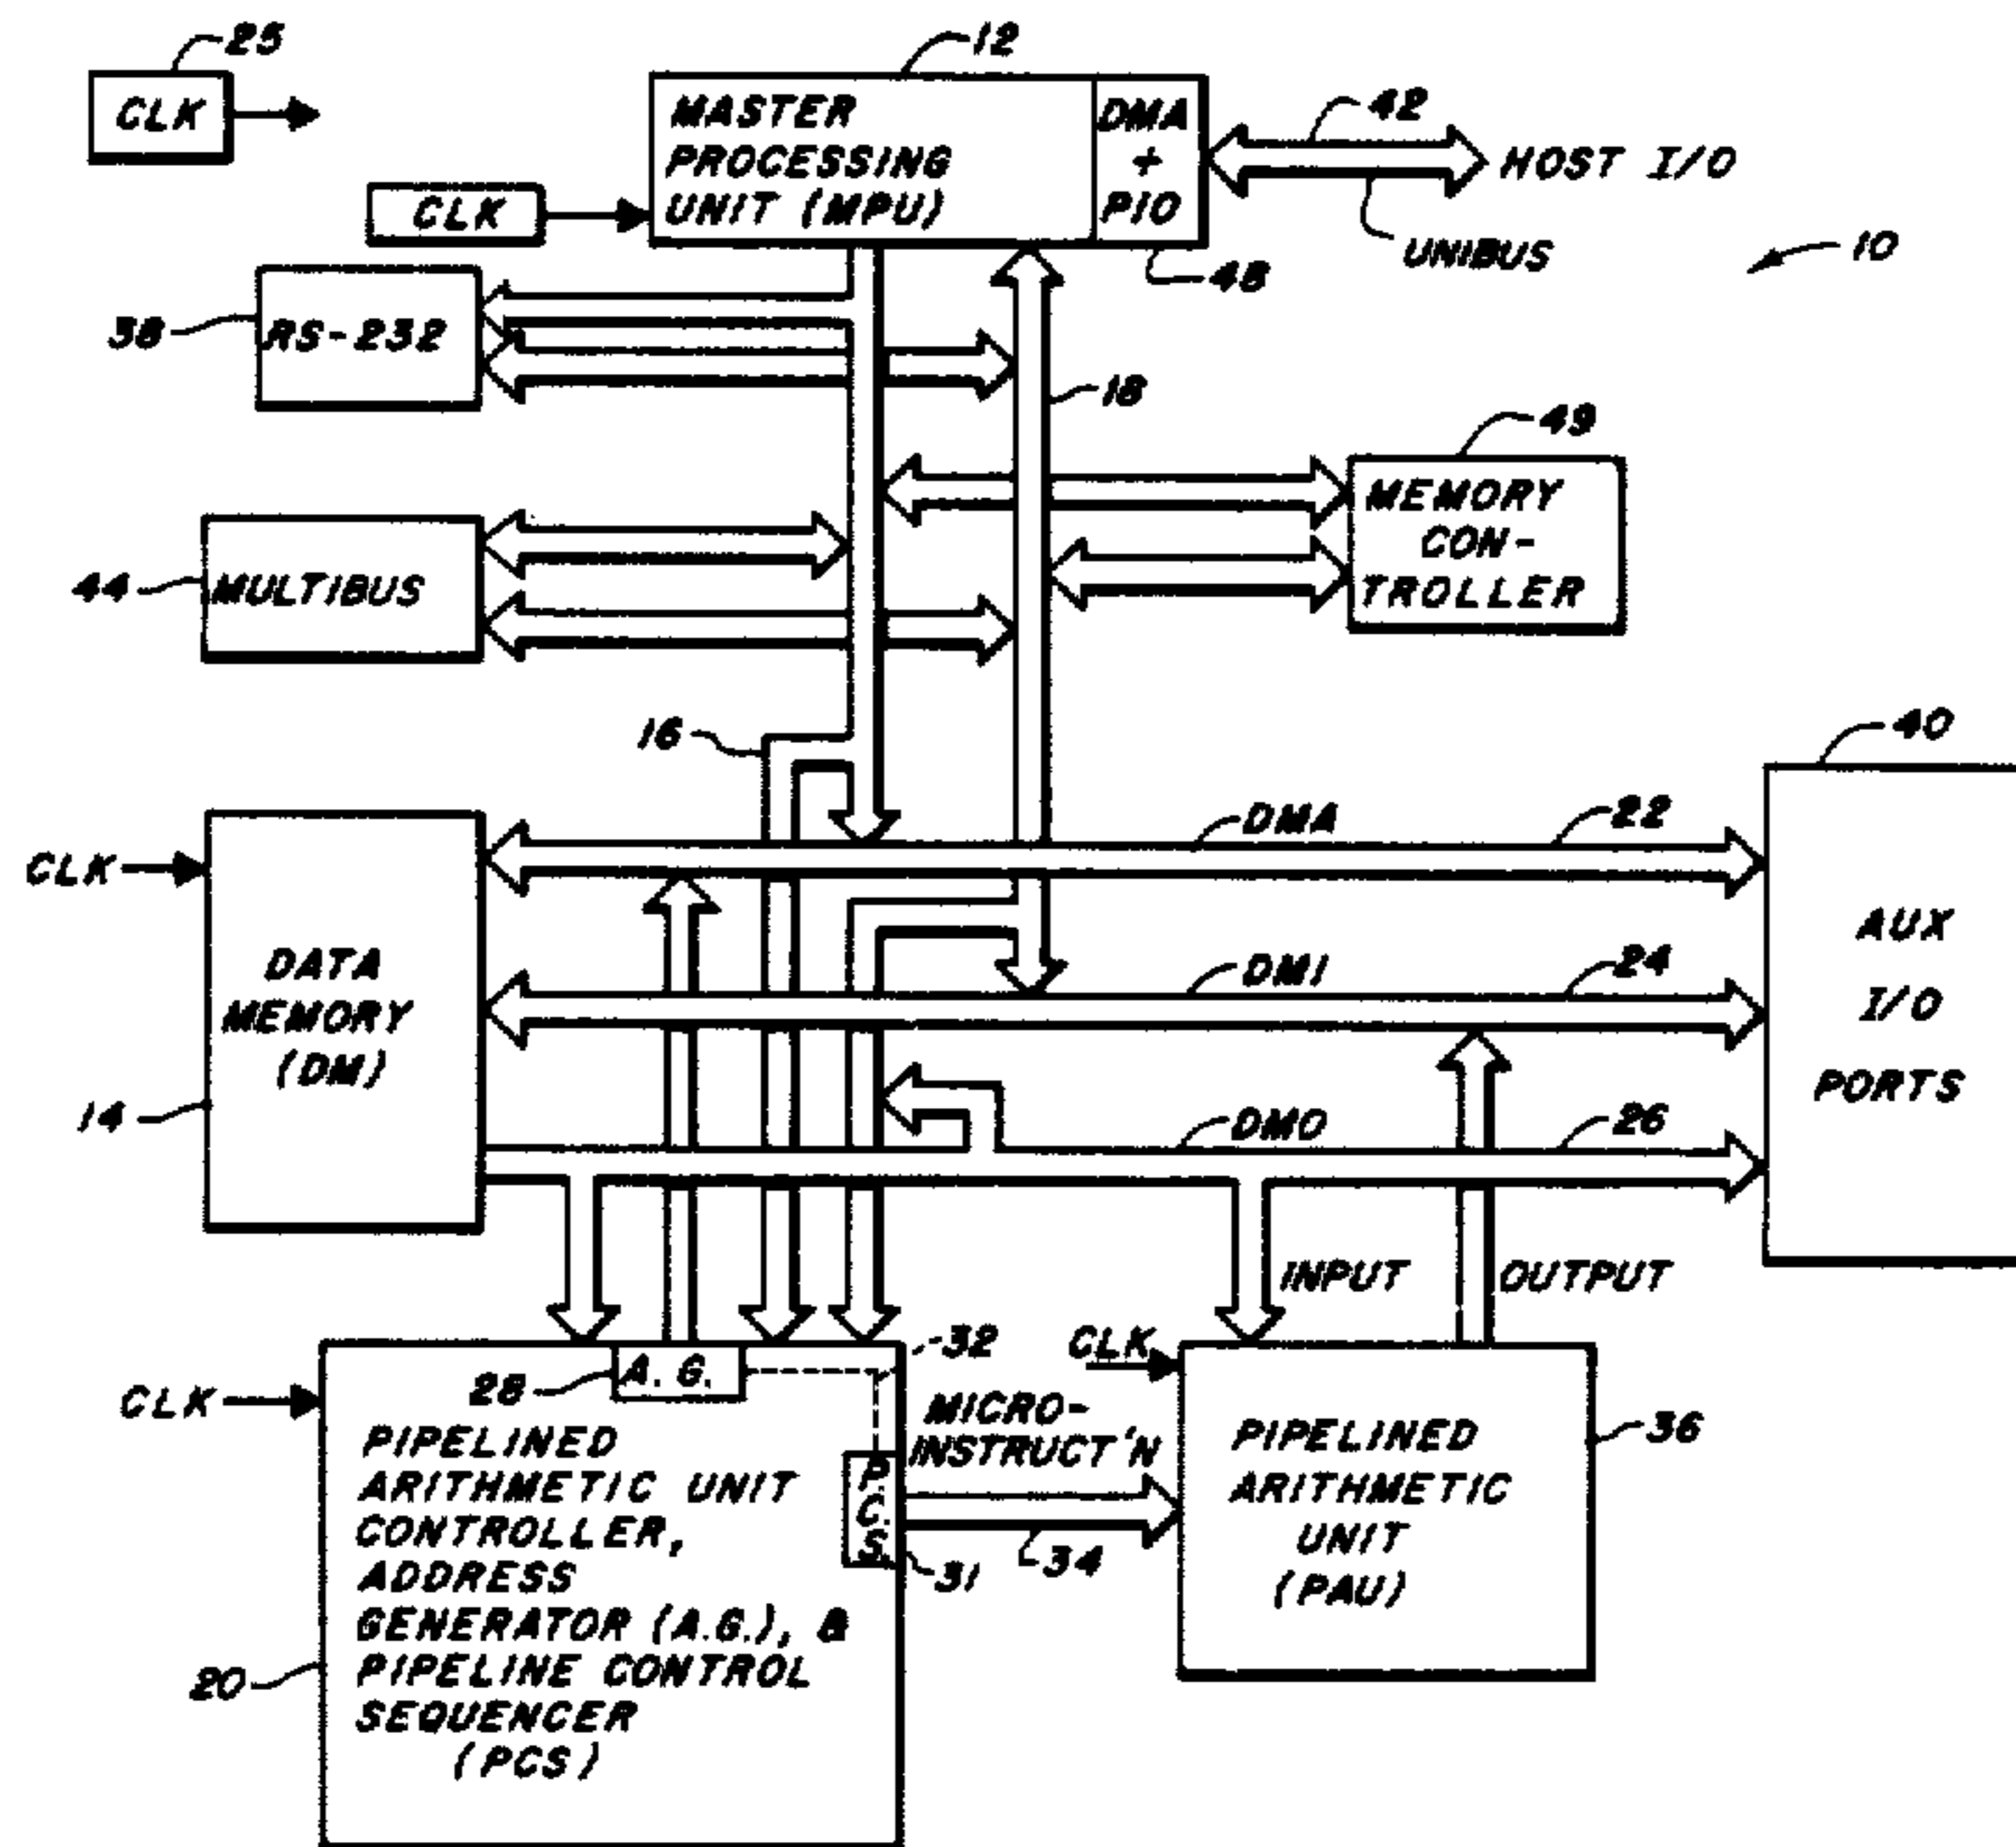 25
CLK
12
MASTER
PROCESSING
UNIT (MPU)
DMA
+
PIO
42
HOST I/O
UNIBUS
10
CLK
48
38
RS-232
18
49
MEMORY
CON-
TROLLER
44
MULTIBUS
16
40
DMA
22
CLK
DATA
MEMORY
(DM)
14
AUX
I/O
PORTS
DMI
24
DMO
26
INPUT
OUTPUT
32
CLK
28
A.G.
CLK
MICRO-
INSTRUCT'N
P.
C.
S.
31
34
36
PIPELINED
ARITHMETIC UNIT
CONTROLLER,
ADDRESS
GENERATOR (A.G.), &
PIPELINE CONTROL
SEQUENCER
(PCS)
20
PIPELINED
ARITHMETIC
UNIT
(PAU)